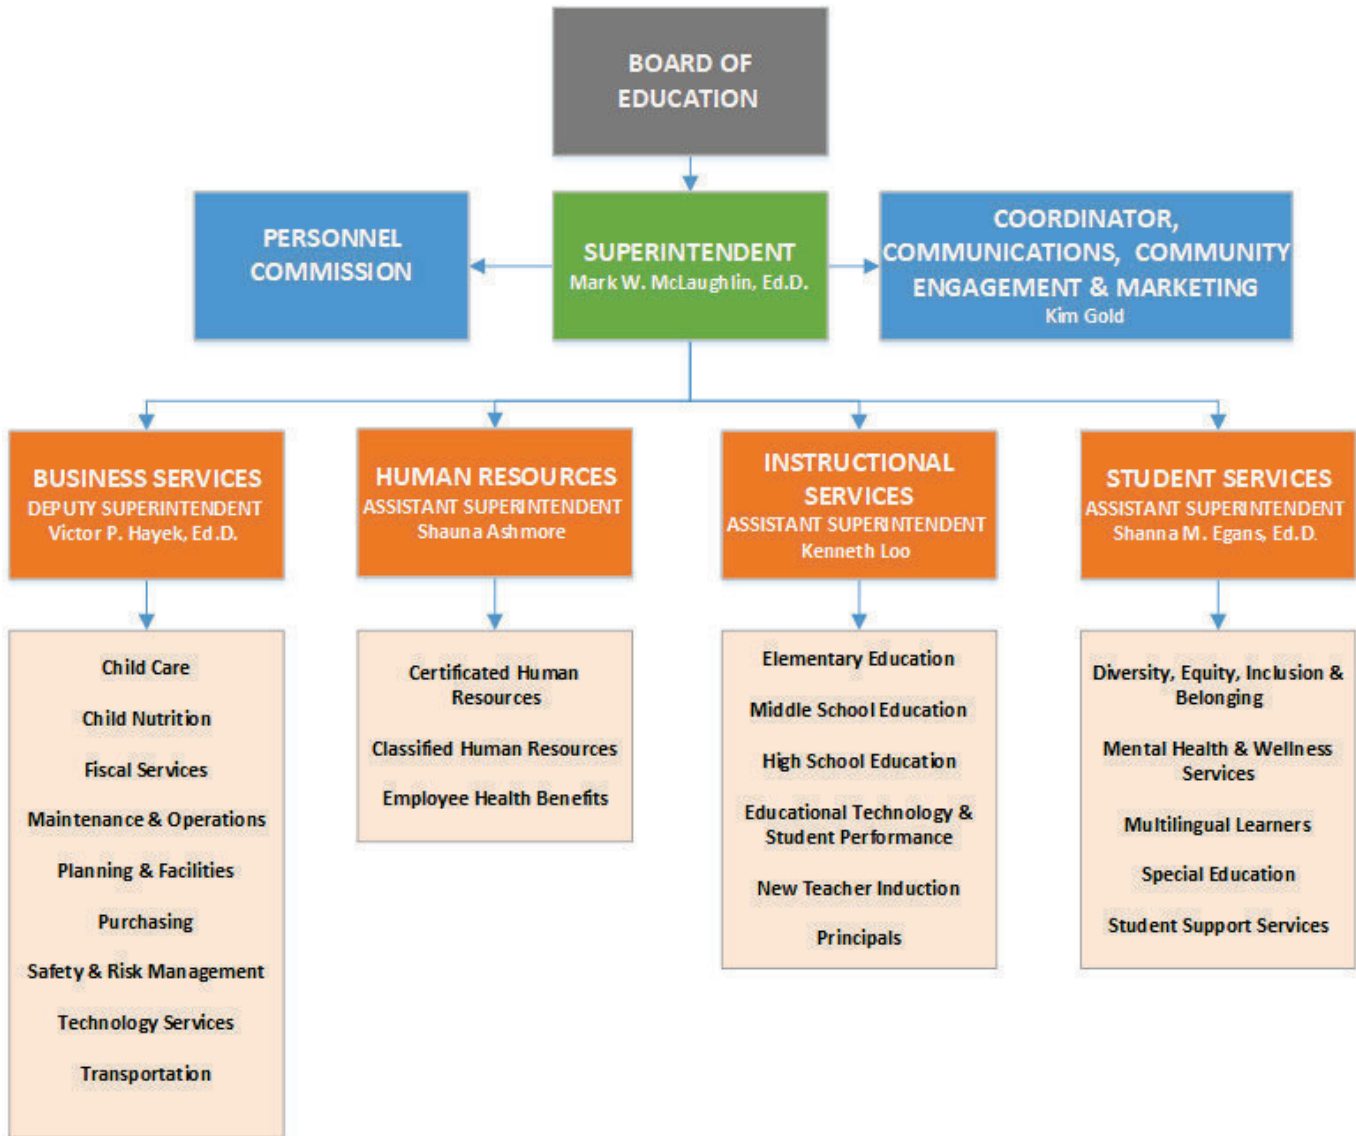 BOARD OF
EDUCATION
PERSONNEL
COMMISSION
SUPERINTENDENT
Mark W. McLaughlin, Ed.D.
COORDINATOR,
COMMUNICATIONS, COMMUNITY
ENGAGEMENT & MARKETING
Kim Gold
BUSINESS SERVICES
DEPUTY SUPERINTENDENT
Victor P. Hayek, Ed.D.
HUMAN RESOURCES
ASSISTANT SUPERINTENDENT
Shauna Ashmore
INSTRUCTIONAL
SERVICES
ASSISTANT SUPERINTENDENT
Kenneth Loo
STUDENT SERVICES
ASSISTANT SUPERINTENDENT
Shanna M. Egans, Ed.D.
Child Care
Child Nutrition
Fiscal Services
Maintenance & Operations
Planning & Facilities
Purchasing
Safety & Risk Management
Technology Services
Transportation
Certificated Human
Resources
Classified Human Resources
Employee Health Benefits
Elementary Education
Middle School Education
High School Education
Educational Technology &
Student Performance
New Teacher Induction
Principals
Diversity, Equity, Inclusion &
Belonging
Mental Health & Wellness
Services
Multilingual Learners
Special Education
Student Support Services